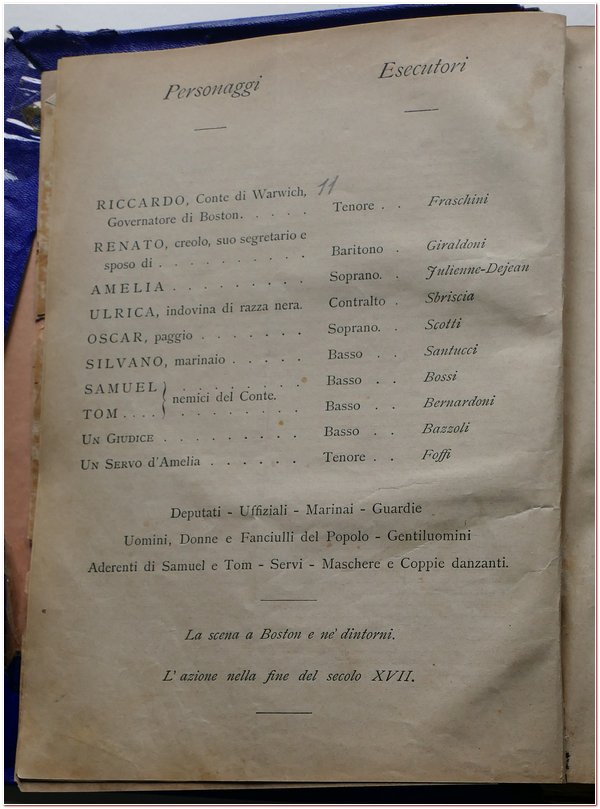 Personaggi Esecutori
11
RICCARDO, Conte di Warwich,
Governatore di Boston. . . . . . Tenore . . Fraschini
RENATO, creolo, suo segretario e
sposo di . . . . . . . . . . Baritono . Giraldoni
AMELIA . . . . . . . . Soprano. . Julienne-Dejean
ULRICA, indovina di razza nera. Contralto . Sbriscia
OSCAR, paggio . . . . . . . Soprano. . Scotti
SILVANO, marinaio . . . . . Basso . . Santucci
SAMUEL . . . . . . . . Basso . . Bossi
nemici del Conte.
TOM . . . . . . . . . . . . Basso . . Bernardoni
UN GIUDICE . . . . . . . . . Basso . . Bazzoli
UN SERVO d'Amelia . . . . . . Tenore . . Foffi
Deputati - Uffiziali - Marinai - Guardie
Uomini, Donne e Fanciulli del Popolo - Gentiluomini
Aderenti di Samuel e Tom - Servi - Maschere e Coppie danzanti.
La scena a Boston e ne' dintorni.
L' azione nella fine del secolo XVII.